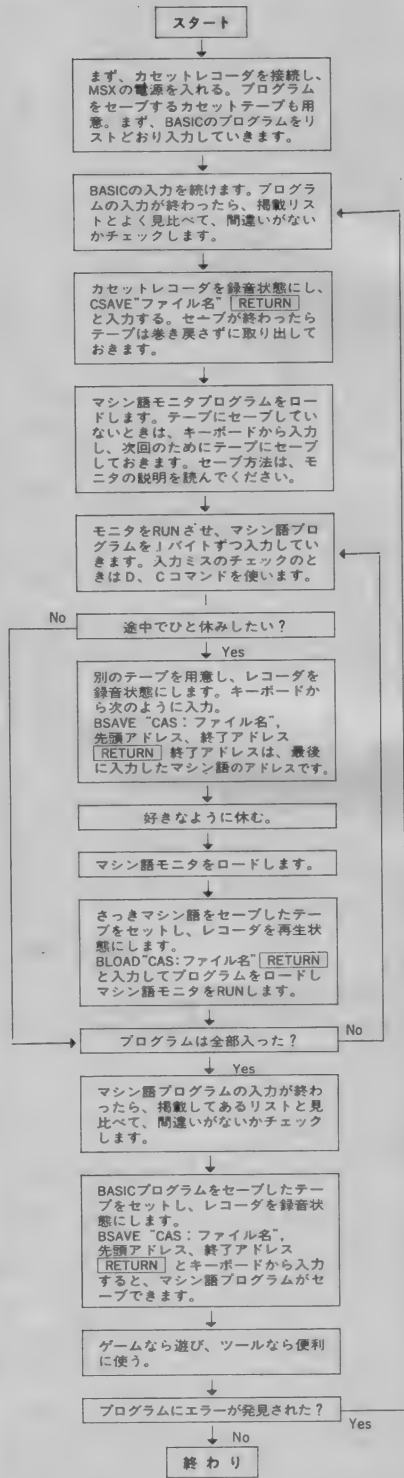 スタート
まず、カセットレコーダを接続し、
MSXの電源を入れる。プログラム
をセーブするカセットテープも用
意。まず、BASICのプログラムをリ
ストどおり入力していきます。
BASICの入力を続けます。プログラ
ムの入力が終わったら、掲載リス
トとよく見比べて、間違いがない
かチェックします。
カセットレコーダを録音状態にし、
CSAVE"ファイル名" RETURN
と入力する。セーブが終わったら
テープは巻き戻さずに取り出して
おきます。
マシン語モニタプログラムをロー
ドします。テープにセーブしてい
ないときは、キーボードから入力
し、次回のためにテープにセーブ
しておきます。セーブ方法は、モ
ニタの説明を読んでください。
モニタをRUNさせ、マシン語プロ
グラムを1バイトずつ入力してい
きます。入力ミスのチェックのと
きはD、Cコマンドを使います。
No
途中でひと休みしたい?
Yes
別のテープを用意し、レコーダを
録音状態にします。キーボードか
ら次のように入力。
BSAVE "CAS:ファイル名",
先頭アドレス、終了アドレス
RETURN 終了アドレスは、最後
に入力したマシン語のアドレスです。
好きなように休む。
マシン語モニタをロードします。
さっきマシン語をセーブしたテー
プをセットし、レコーダを再生状
態にします。
BLOAD"CAS:ファイル名" RETURN
と入力してプログラムをロードし
マシン語モニタをRUNします。
プログラムは全部入った?
No
Yes
マシン語プログラムの入力が終わ
ったら、掲載してあるリストと見
比べて、間違いがないかチェック
します。
BASICプログラムをセーブしたテー
プをセットし、レコーダを録音状
態にします。
BSAVE "CAS:ファイル名",
先頭アドレス、終了アドレス
RETURN とキーボードから入力
すると、マシン語プログラムがセ
ーブできます。
ゲームなら遊び、ツールなら便利
に使う。
プログラムにエラーが発見された?
Yes
No
終わり